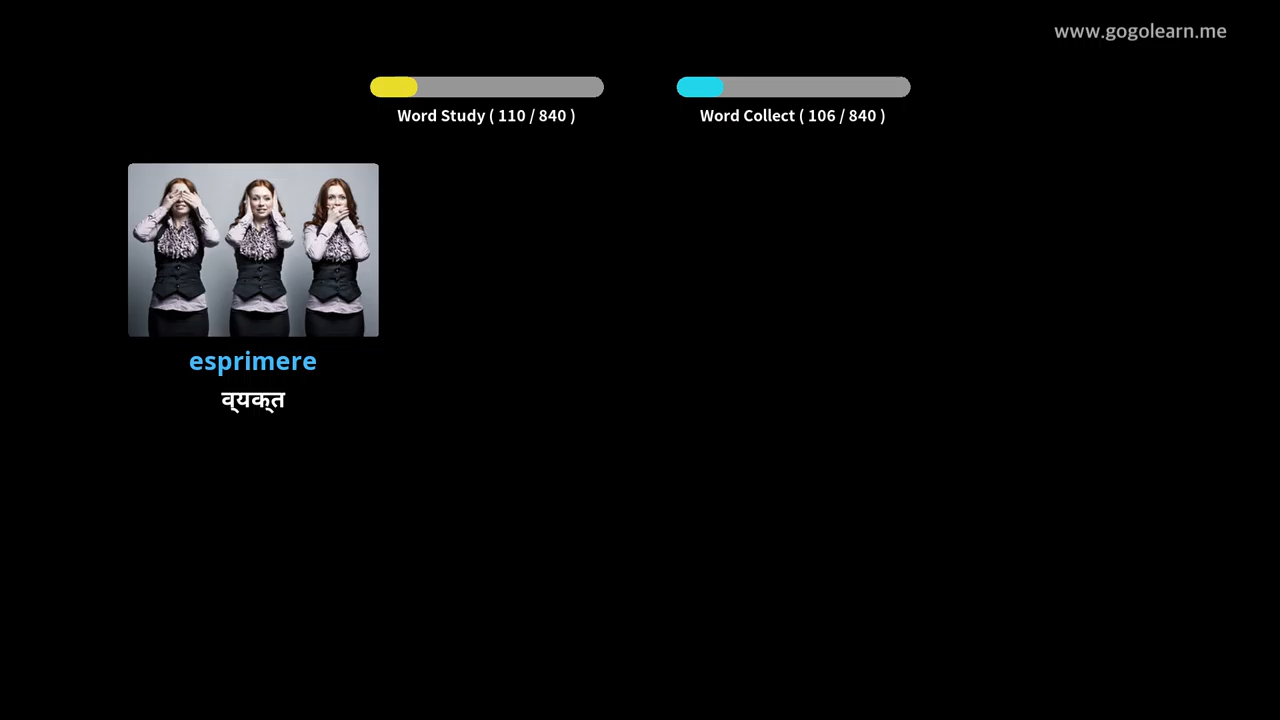 www.gogolearn.me
Word Study ( 110 / 840 )
Word Collect ( 106 / 840 )
esprimere
व्यक्त